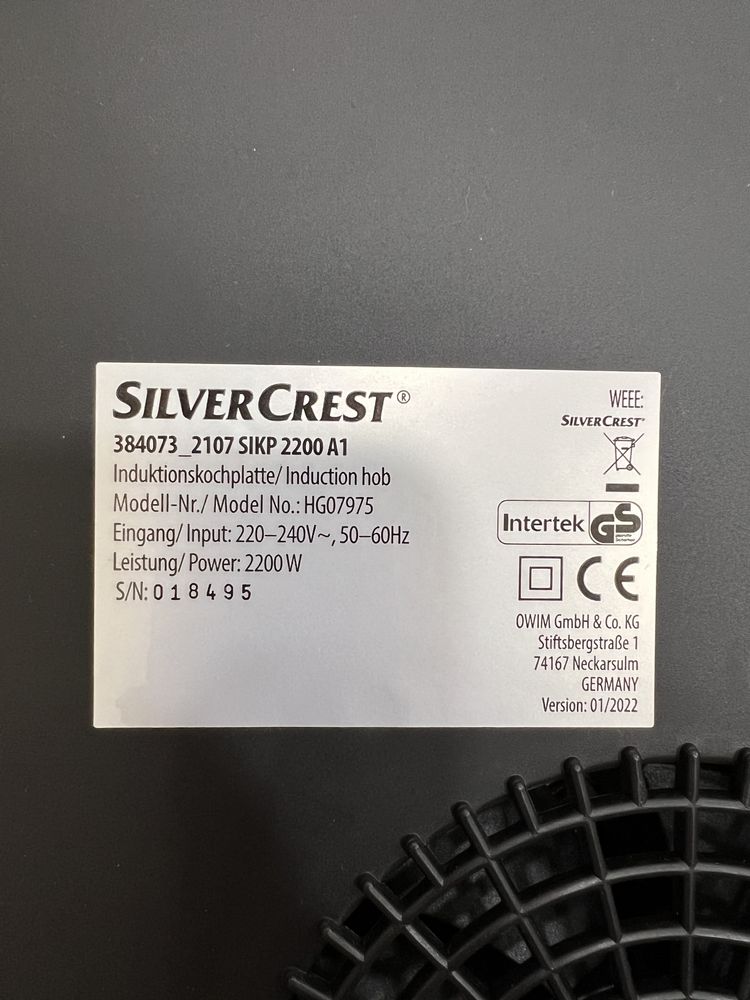 SILVERCREST®
384073_2107 SIKP 2200 A1
Induktionskochplatte/ Induction hob
Modell-Nr./ Model No.: HG07975
Eingang/ Input: 220–240V~, 50–60Hz
Leistung/ Power: 2200 W
S/N: 018495
WEEE:
SILVERCREST®
Intertek GS
geprüfte
Sicherheit
CE
OWIM GmbH & Co. KG
Stiftsbergstraße 1
74167 Neckarsulm
GERMANY
Version: 01/2022